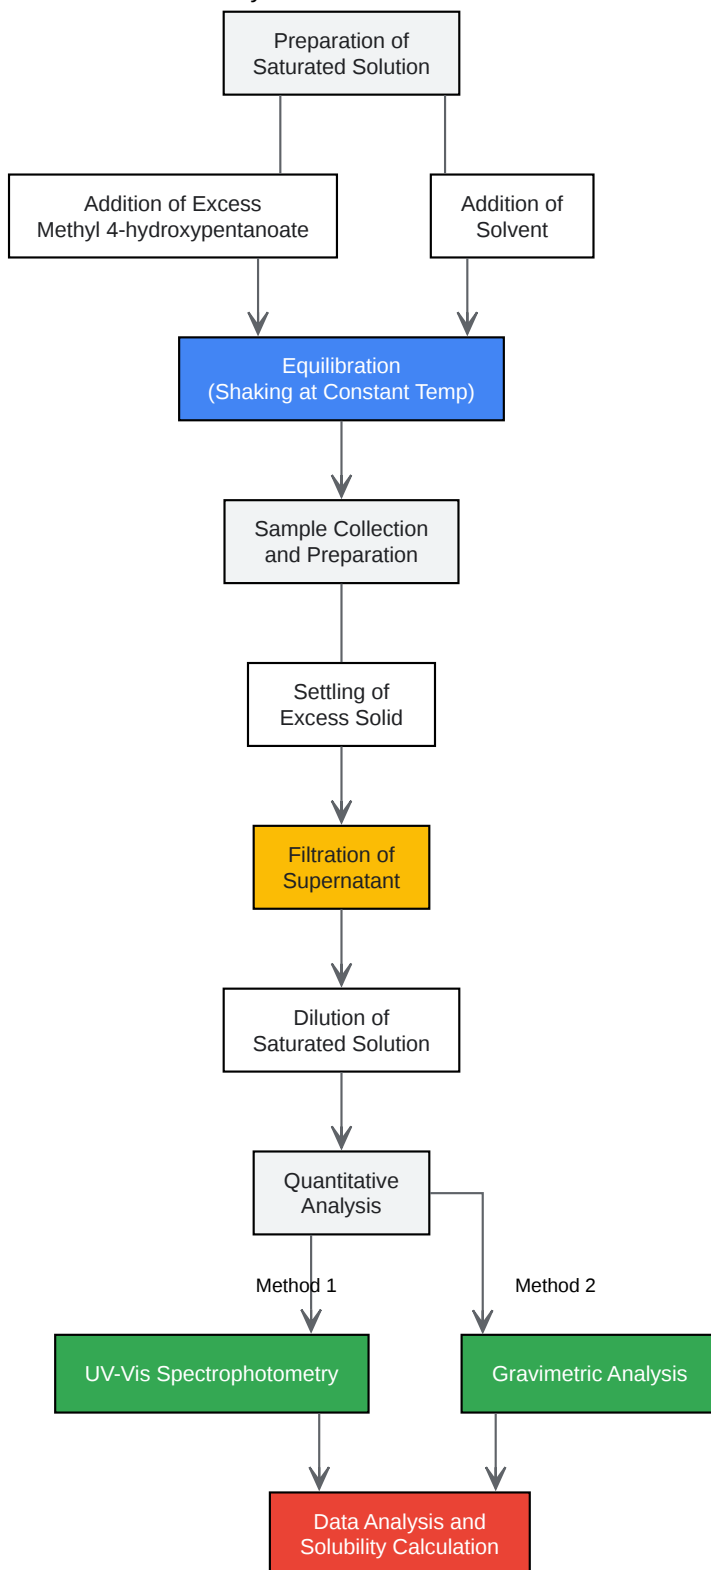 Preparation of
Saturated Solution
Addition of Excess
Methyl 4-hydroxypentanoate
Addition of
Solvent
Equilibration
(Shaking at Constant Temp)
Sample Collection
and Preparation
Settling of
Excess Solid
Filtration of
Supernatant
Dilution of
Saturated Solution
Quantitative
Analysis
Method 1
Method 2
UV-Vis Spectrophotometry
Gravimetric Analysis
Data Analysis and
Solubility Calculation